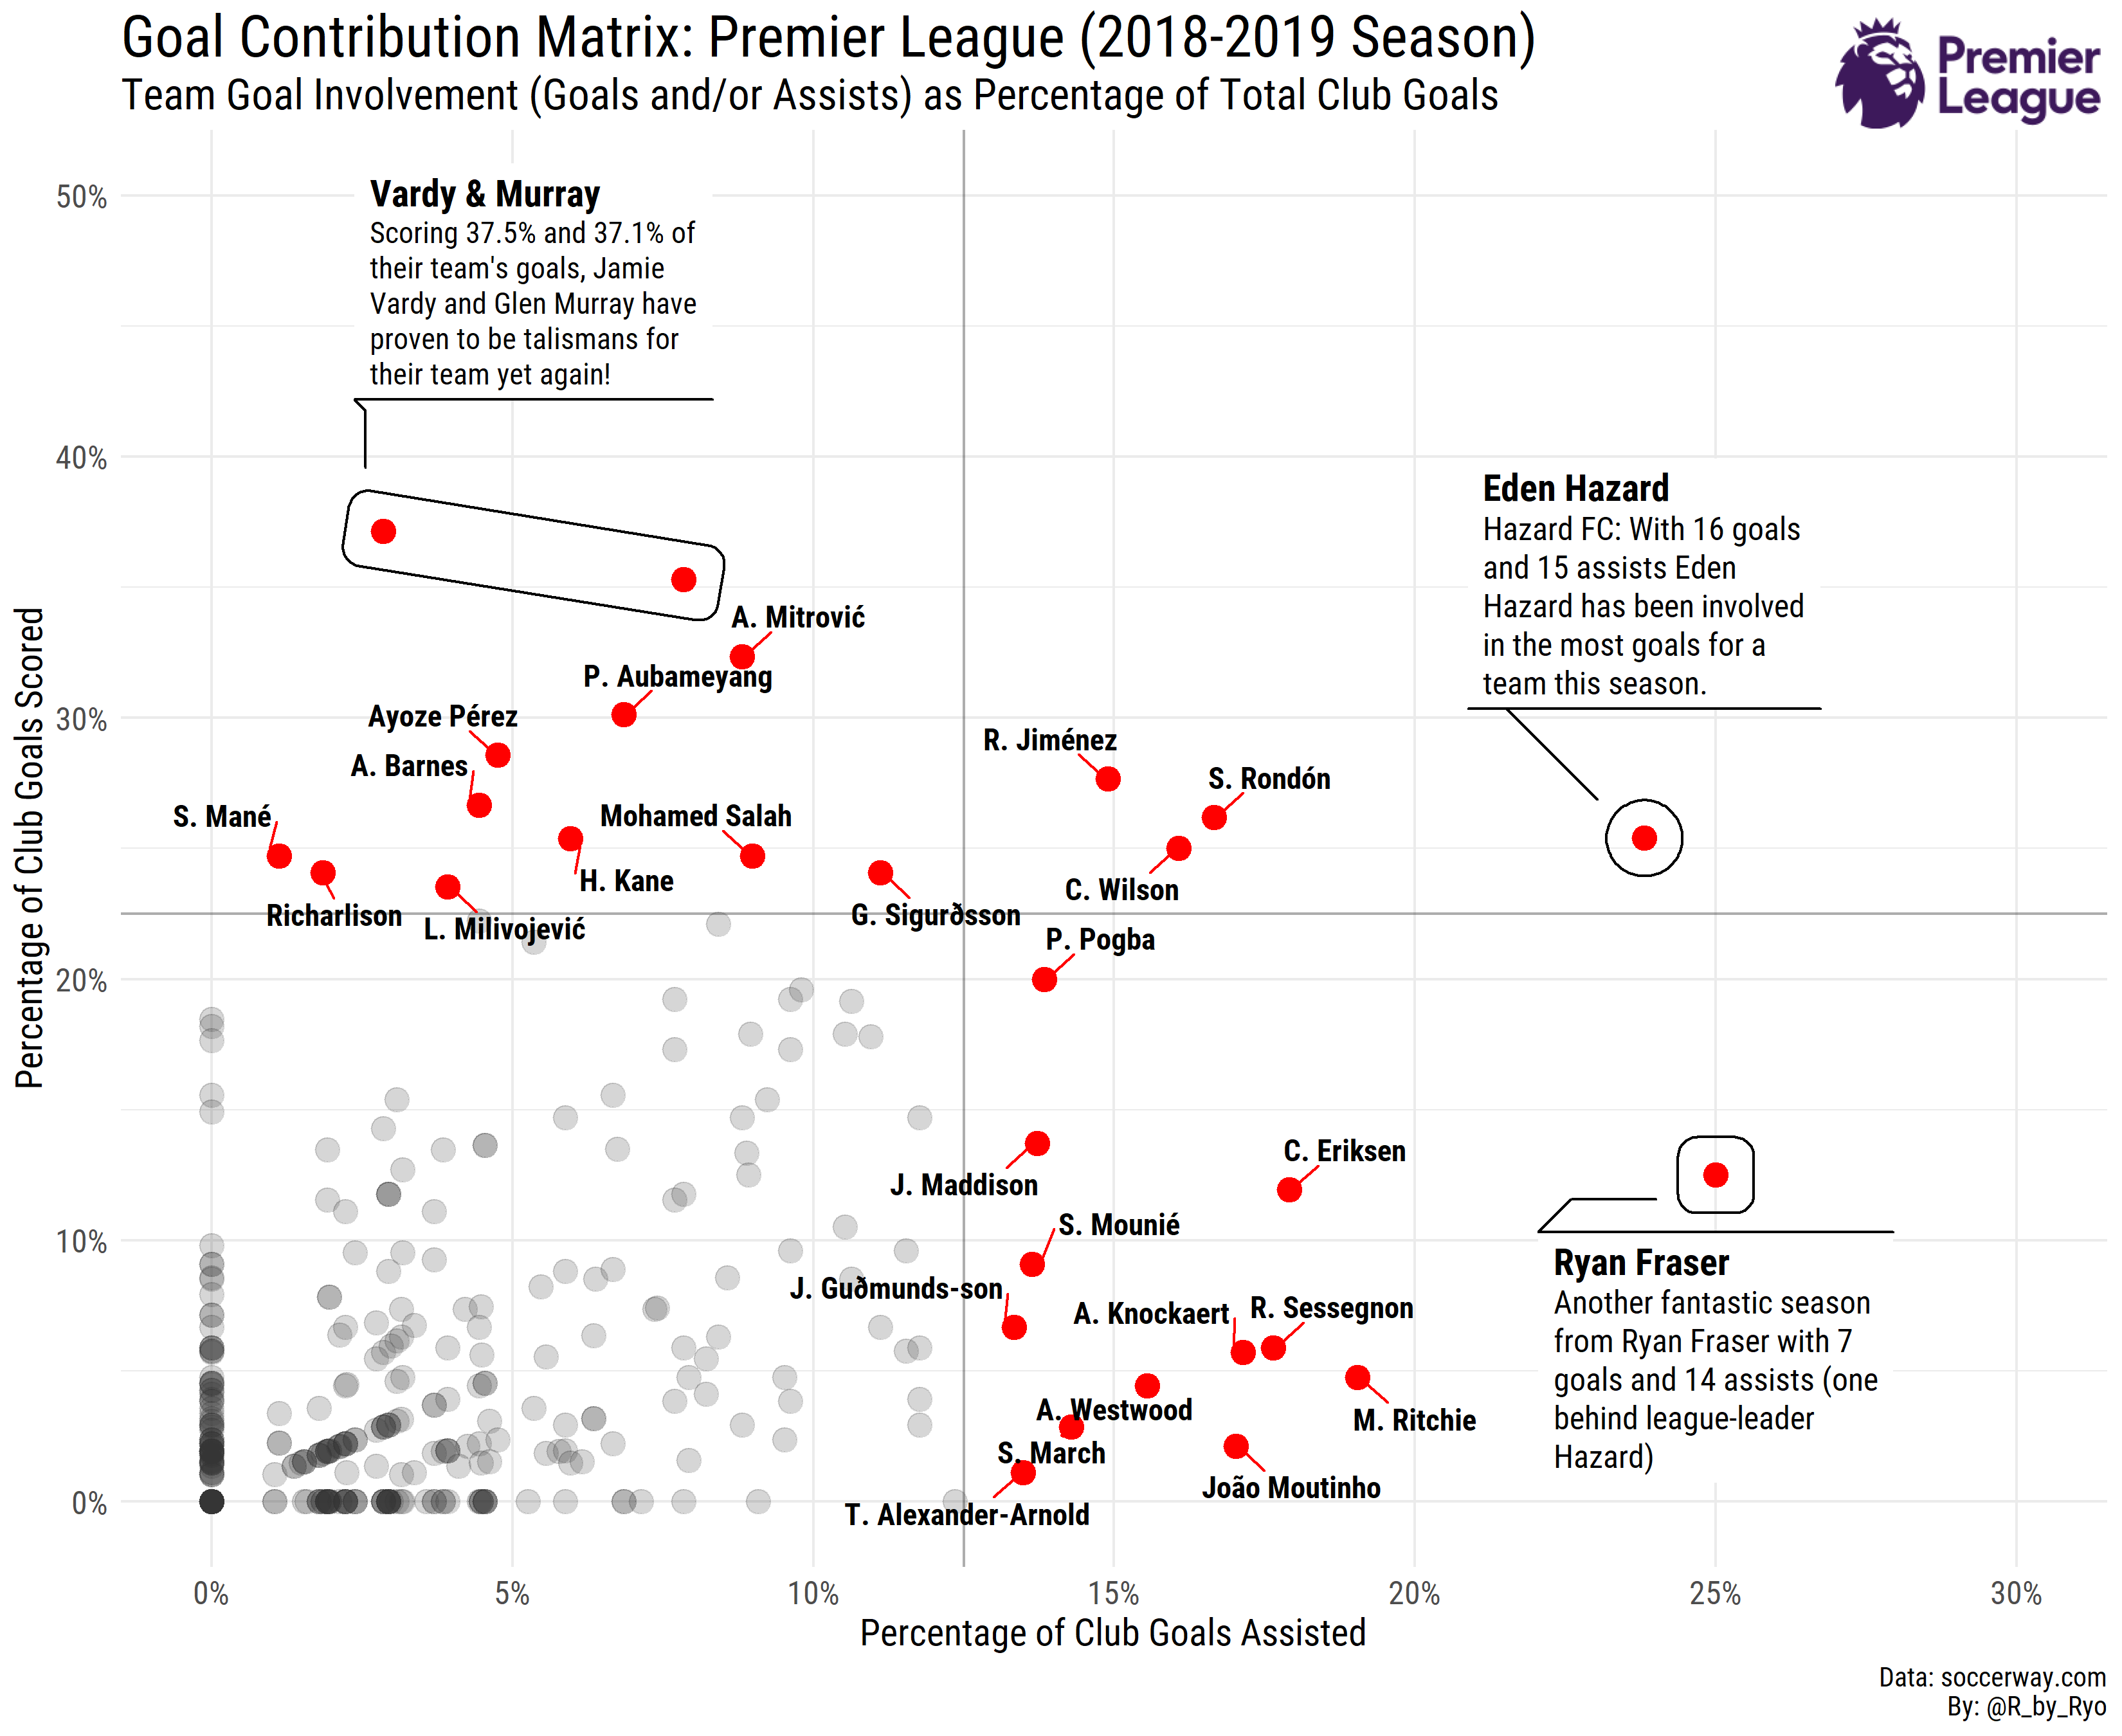 Goal Contribution Matrix: Premier League (2018-2019 Season)
Team Goal Involvement (Goals and/or Assists) as Percentage of Total Club Goals
Premier
League
Percentage of Club Goals Scored
50%
40%
30%
20%
10%
0%
Vardy & Murray
Scoring 37.5% and 37.1% of
their team's goals, Jamie
Vardy and Glen Murray have
proven to be talismans for
their team yet again!
Eden Hazard
Hazard FC: With 16 goals
and 15 assists Eden
Hazard has been involved
in the most goals for a
team this season.
A. Mitrović
P. Aubameyang
Ayoze Pérez
A. Barnes
S. Mané
Mohamed Salah
H. Kane
Richarlison
L. Milivojević
G. Sigurðsson
R. Jiménez
S. Rondón
C. Wilson
P. Pogba
J. Maddison
C. Eriksen
S. Mounié
J. Guðmunds-son
A. Knockaert
R. Sessegnon
A. Westwood
M. Ritchie
S. March
João Moutinho
T. Alexander-Arnold
Ryan Fraser
Another fantastic season
from Ryan Fraser with 7
goals and 14 assists (one
behind league-leader
Hazard)
0%
5%
10%
15%
20%
25%
30%
Percentage of Club Goals Assisted
Data: soccerway.com
By: @R_by_Ryo